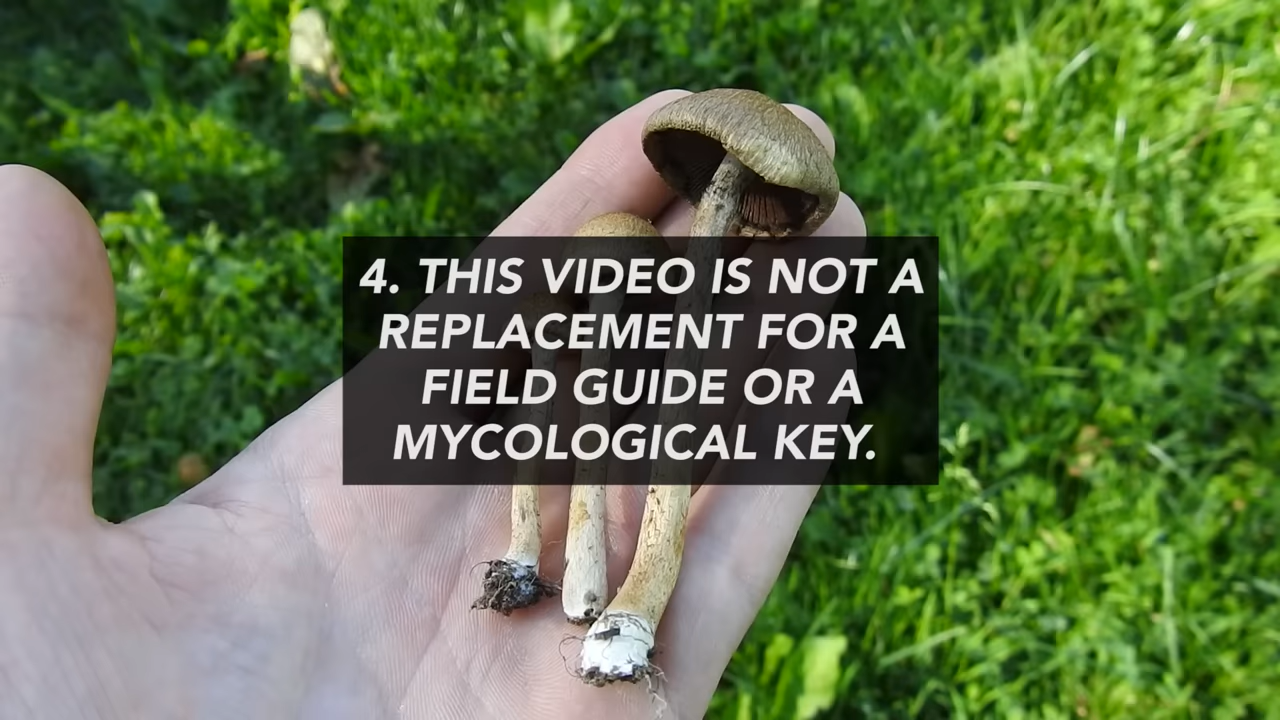 4. THIS VIDEO IS NOT A
REPLACEMENT FOR A
FIELD GUIDE OR A
MYCOLOGICAL KEY.